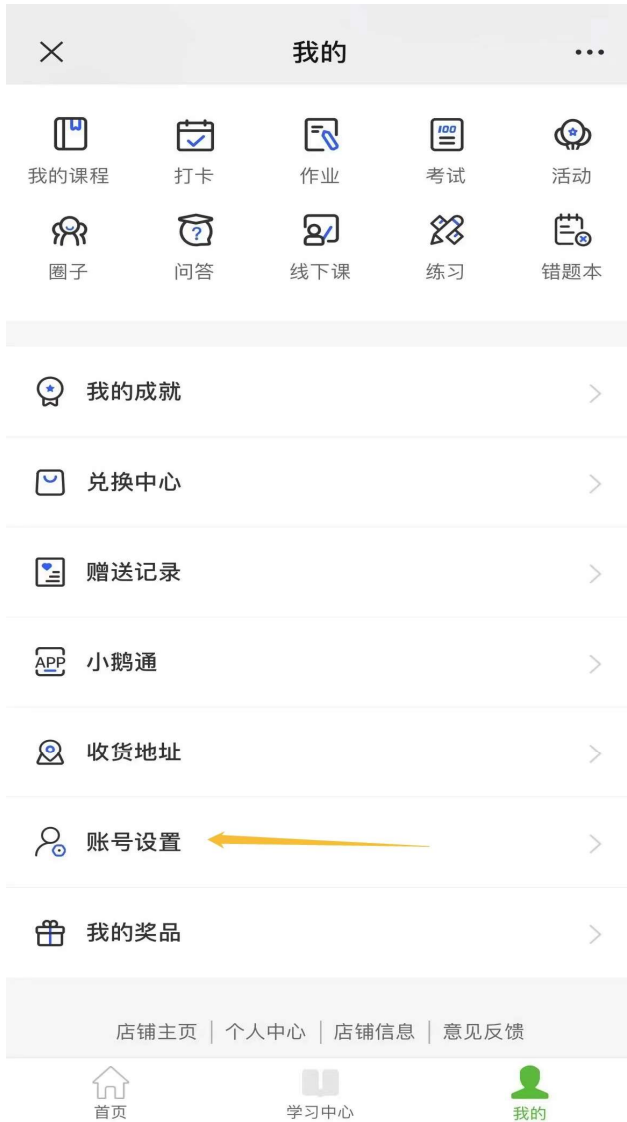 我的
100
我的课程 打卡 作业 考试 活动
?
圈子 问答 线下课 练习 错题本
我的成就
兑换中心
赠送记录
APP 小鹅通
收货地址
账号设置
我的奖品
店铺主页 | 个人中心 | 店铺信息 | 意见反馈
首页 学习中心 我的